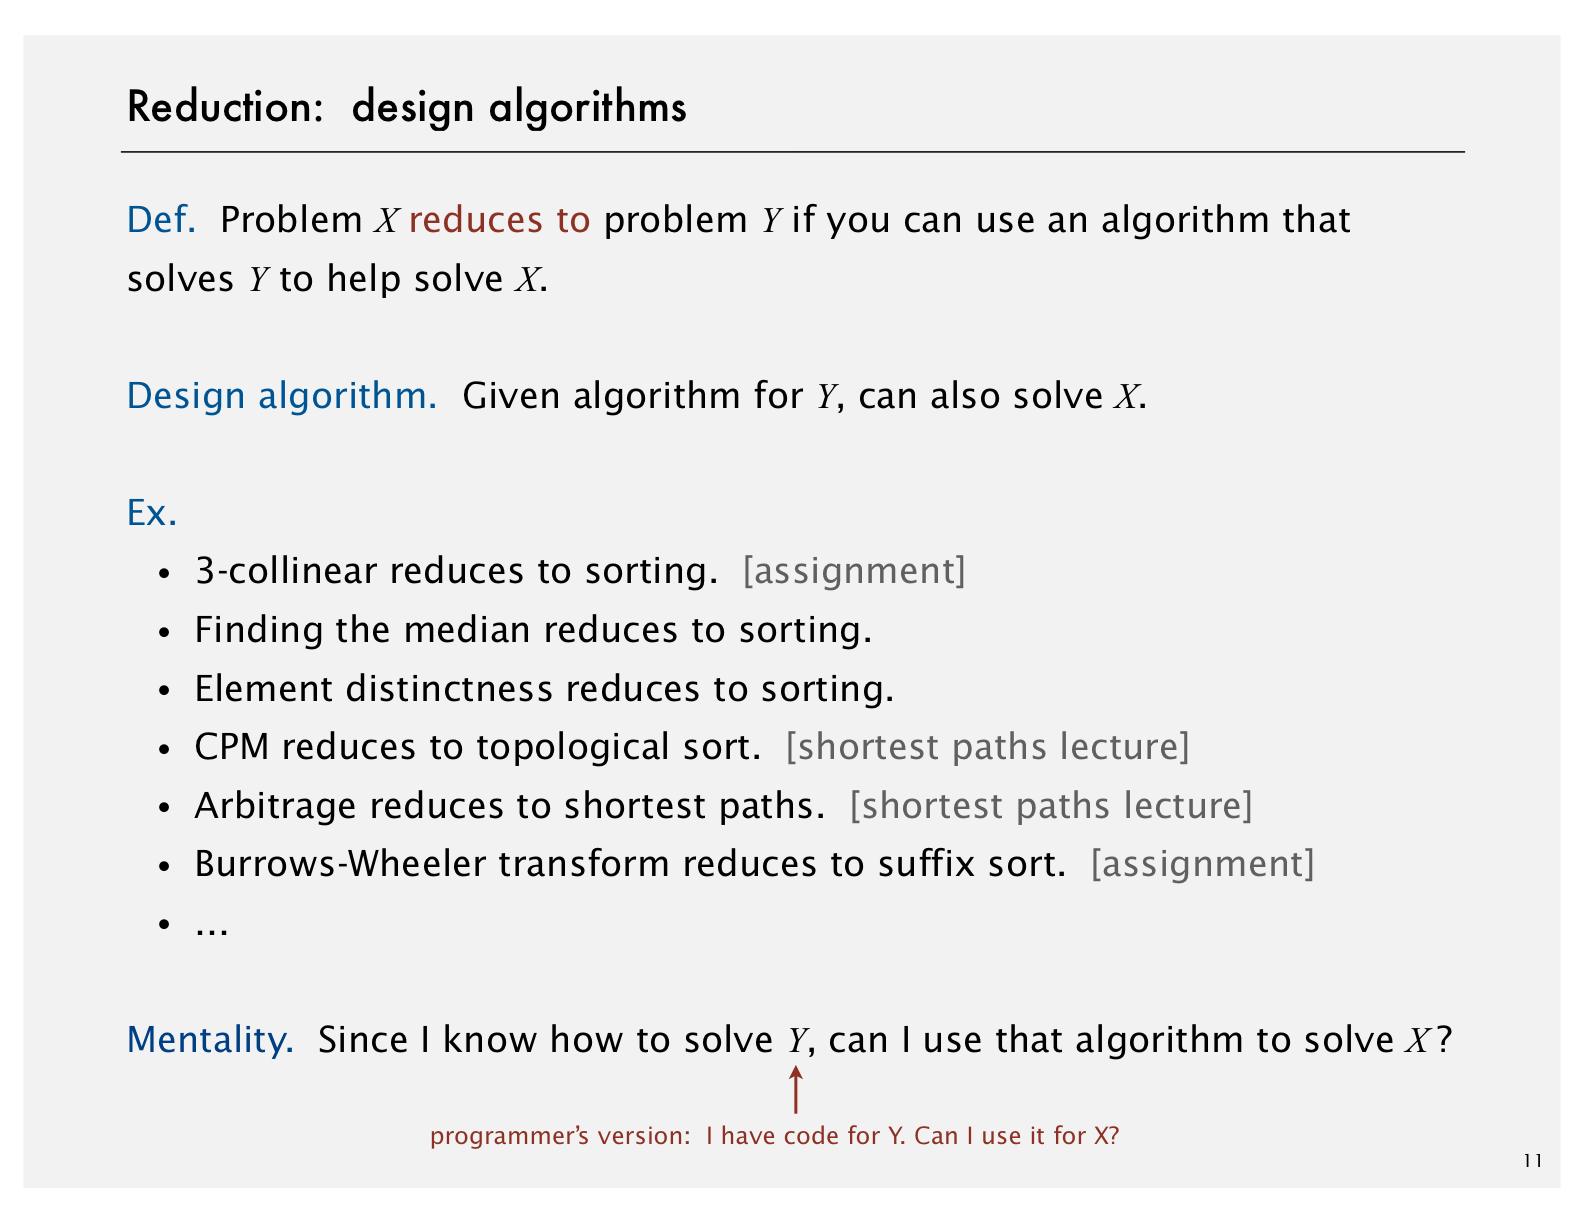 Reduction: design algorithms
Def. Problem X reduces to problem Y if you can use an algorithm that
solves Y to help solve X.
Design algorithm. Given algorithm for Y, can also solve X.
Ex.
• 3-collinear reduces to sorting. [assignment]
• Finding the median reduces to sorting.
• Element distinctness reduces to sorting.
• CPM reduces to topological sort. [shortest paths lecture]
• Arbitrage reduces to shortest paths. [shortest paths lecture]
• Burrows-Wheeler transform reduces to suffix sort. [assignment]
• …
Mentality. Since I know how to solve Y, can I use that algorithm to solve X ?
programmer’s version: I have code for Y. Can I use it for X?
11